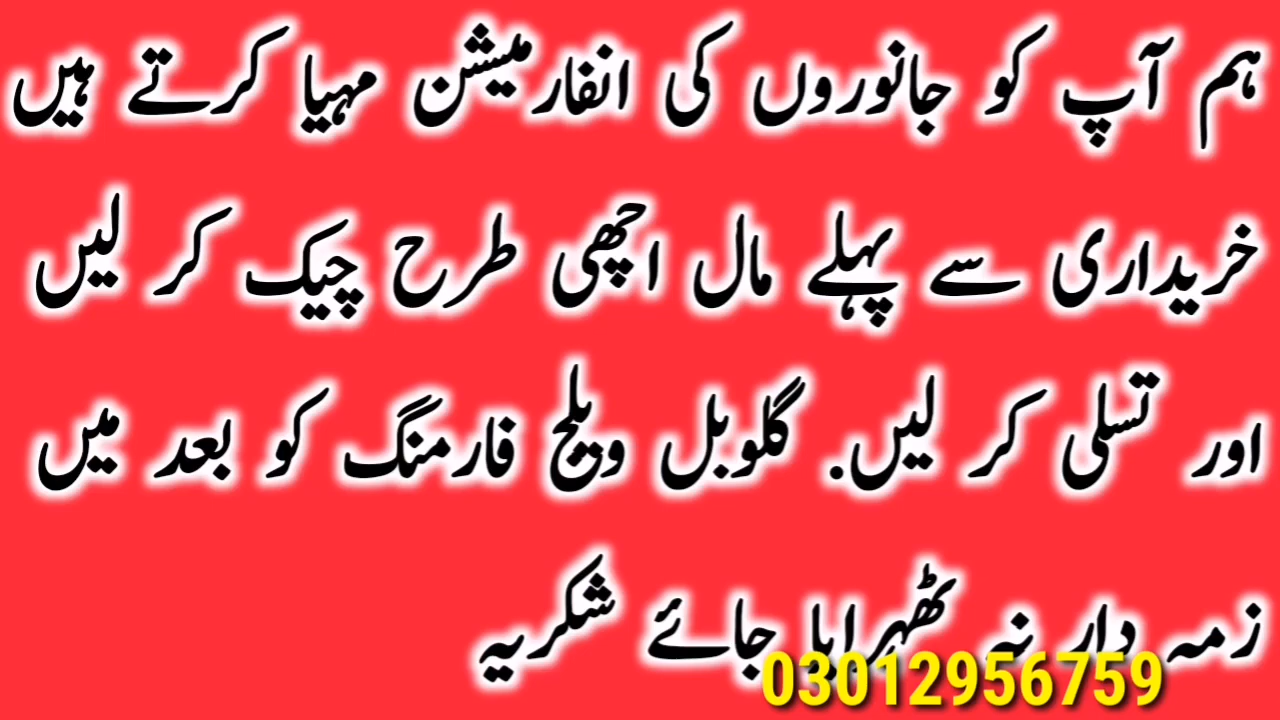 ہم آپ کو جانوروں کی انفارمیشن مہیا کرتے ہیں
خریداری سے پہلے مال اچھی طرح چیک کر لیں
اور تسلی کر لیں. گلوبل ویلج فارمنگ کو بعد میں
زمہ دار نہ ٹھہرایا جائے شکریہ
03012956759